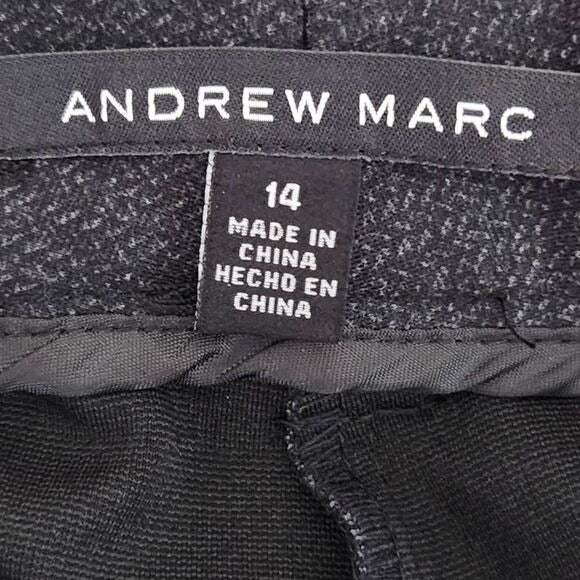 ANDREW MARC
14
MADE IN
CHINA
HECHO EN
CHINA